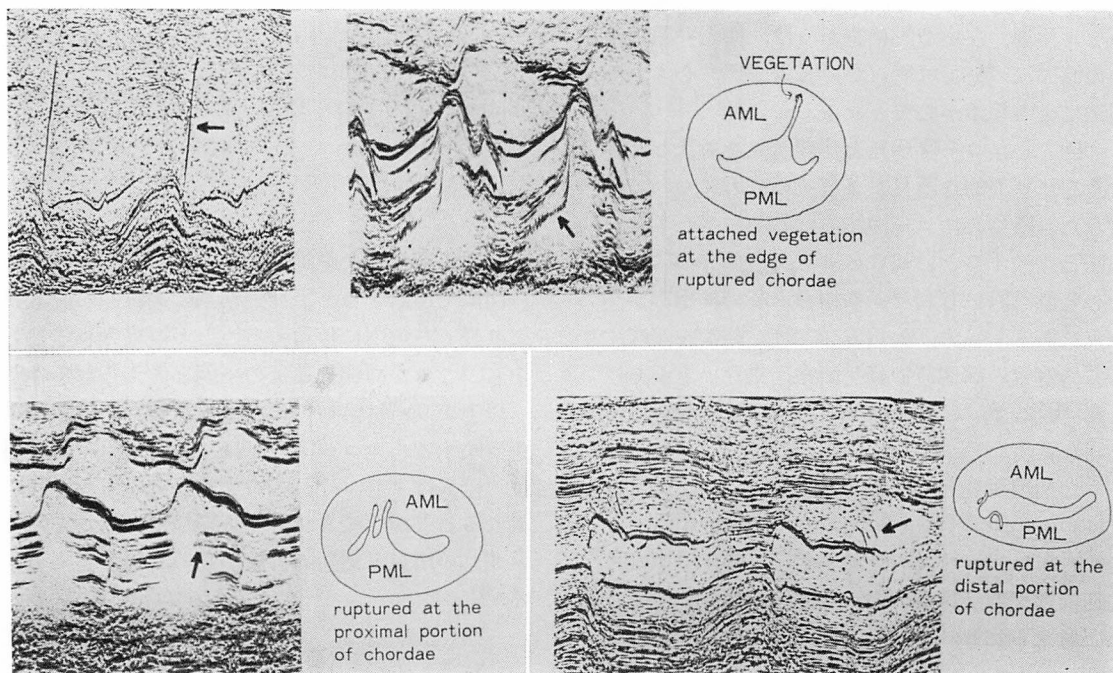 VEGETATION
AML
PML
attached vegetation
at the edge of
ruptured chordae
AML
PML
ruptured at the
proximal portion
of chordae
AML
PML
ruptured at the
distal portion
of chordae